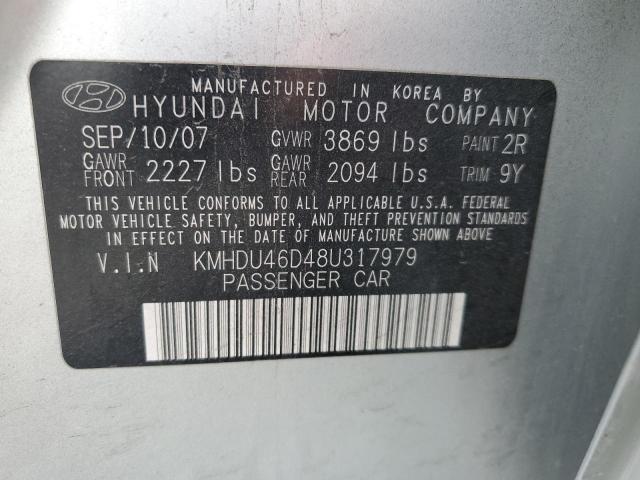 MANUFACTURED IN KOREA BY
HYUNDAI MOTOR COMPANY
SEP/10/07 GVWR 3869 lbs PAINT 2R
GAWR FRONT 2227 lbs GAWR REAR 2094 lbs TRIM 9Y
THIS VEHICLE CONFORMS TO ALL APPLICABLE U.S.A. FEDERAL
MOTOR VEHICLE SAFETY, BUMPER, AND THEFT PREVENTION STANDARDS
IN EFFECT ON THE DATE OF MANUFACTURE SHOWN ABOVE.
V.I.N KMHDU46D48U317979
PASSENGER CAR